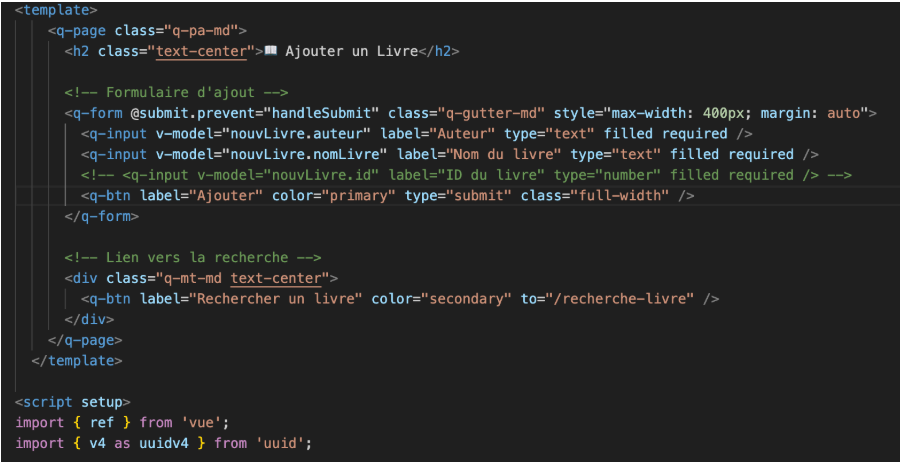 <template>
<q-page class="q-pa-md">
<h2 class="text-center">📖 Ajouter un Livre</h2>
<!-- Formulaire d'ajout -->
<q-form @submit.prevent="handleSubmit" class="q-gutter-md" style="max-width: 400px; margin: auto">
<q-input v-model="nouvLivre.auteur" label="Auteur" type="text" filled required />
<q-input v-model="nouvLivre.nomLivre" label="Nom du livre" type="text" filled required />
<!-- <q-input v-model="nouvLivre.id" label="ID du livre" type="number" filled required /> -->
<q-btn label="Ajouter" color="primary" type="submit" class="full-width" />
</q-form>
<!-- Lien vers la recherche -->
<div class="q-mt-md text-center">
<q-btn label="Rechercher un livre" color="secondary" to="/recherche-livre" />
</div>
</q-page>
</template>
<script setup>
import { ref } from 'vue';
import { v4 as uuidv4 } from 'uuid';